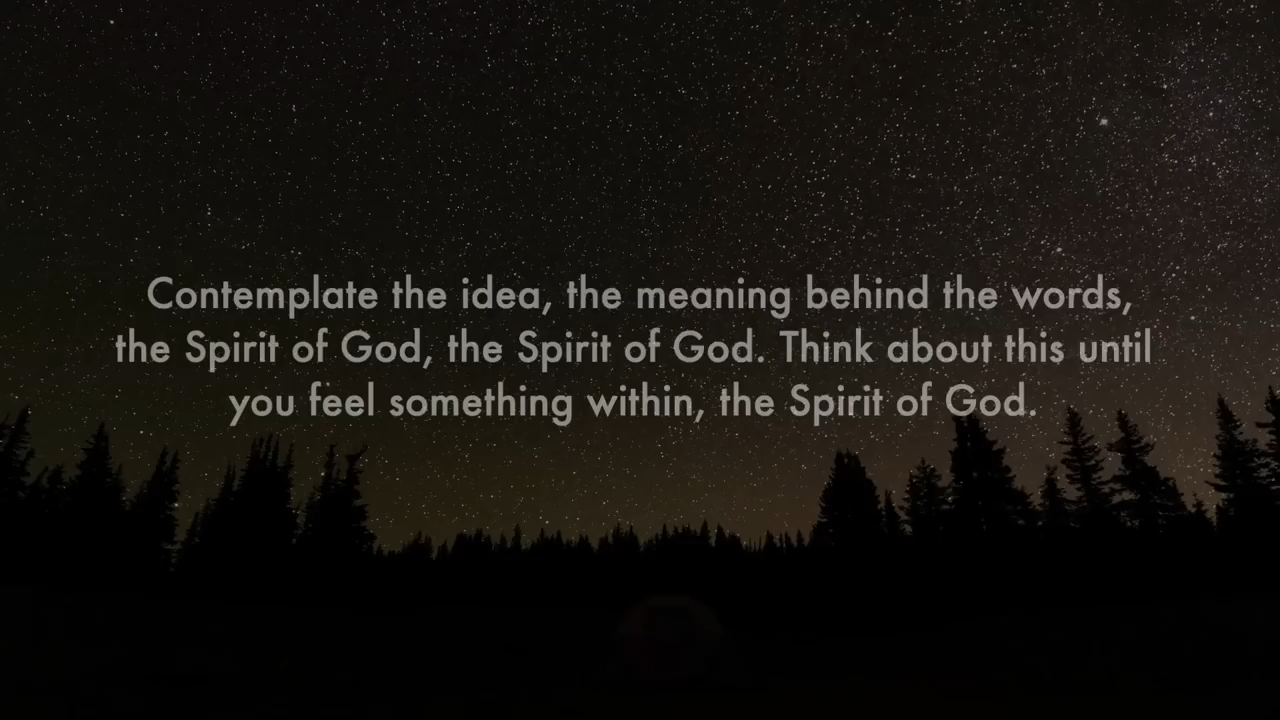 Contemplate the idea, the meaning behind the words,
the Spirit of God, the Spirit of God. Think about this until
you feel something within, the Spirit of God.